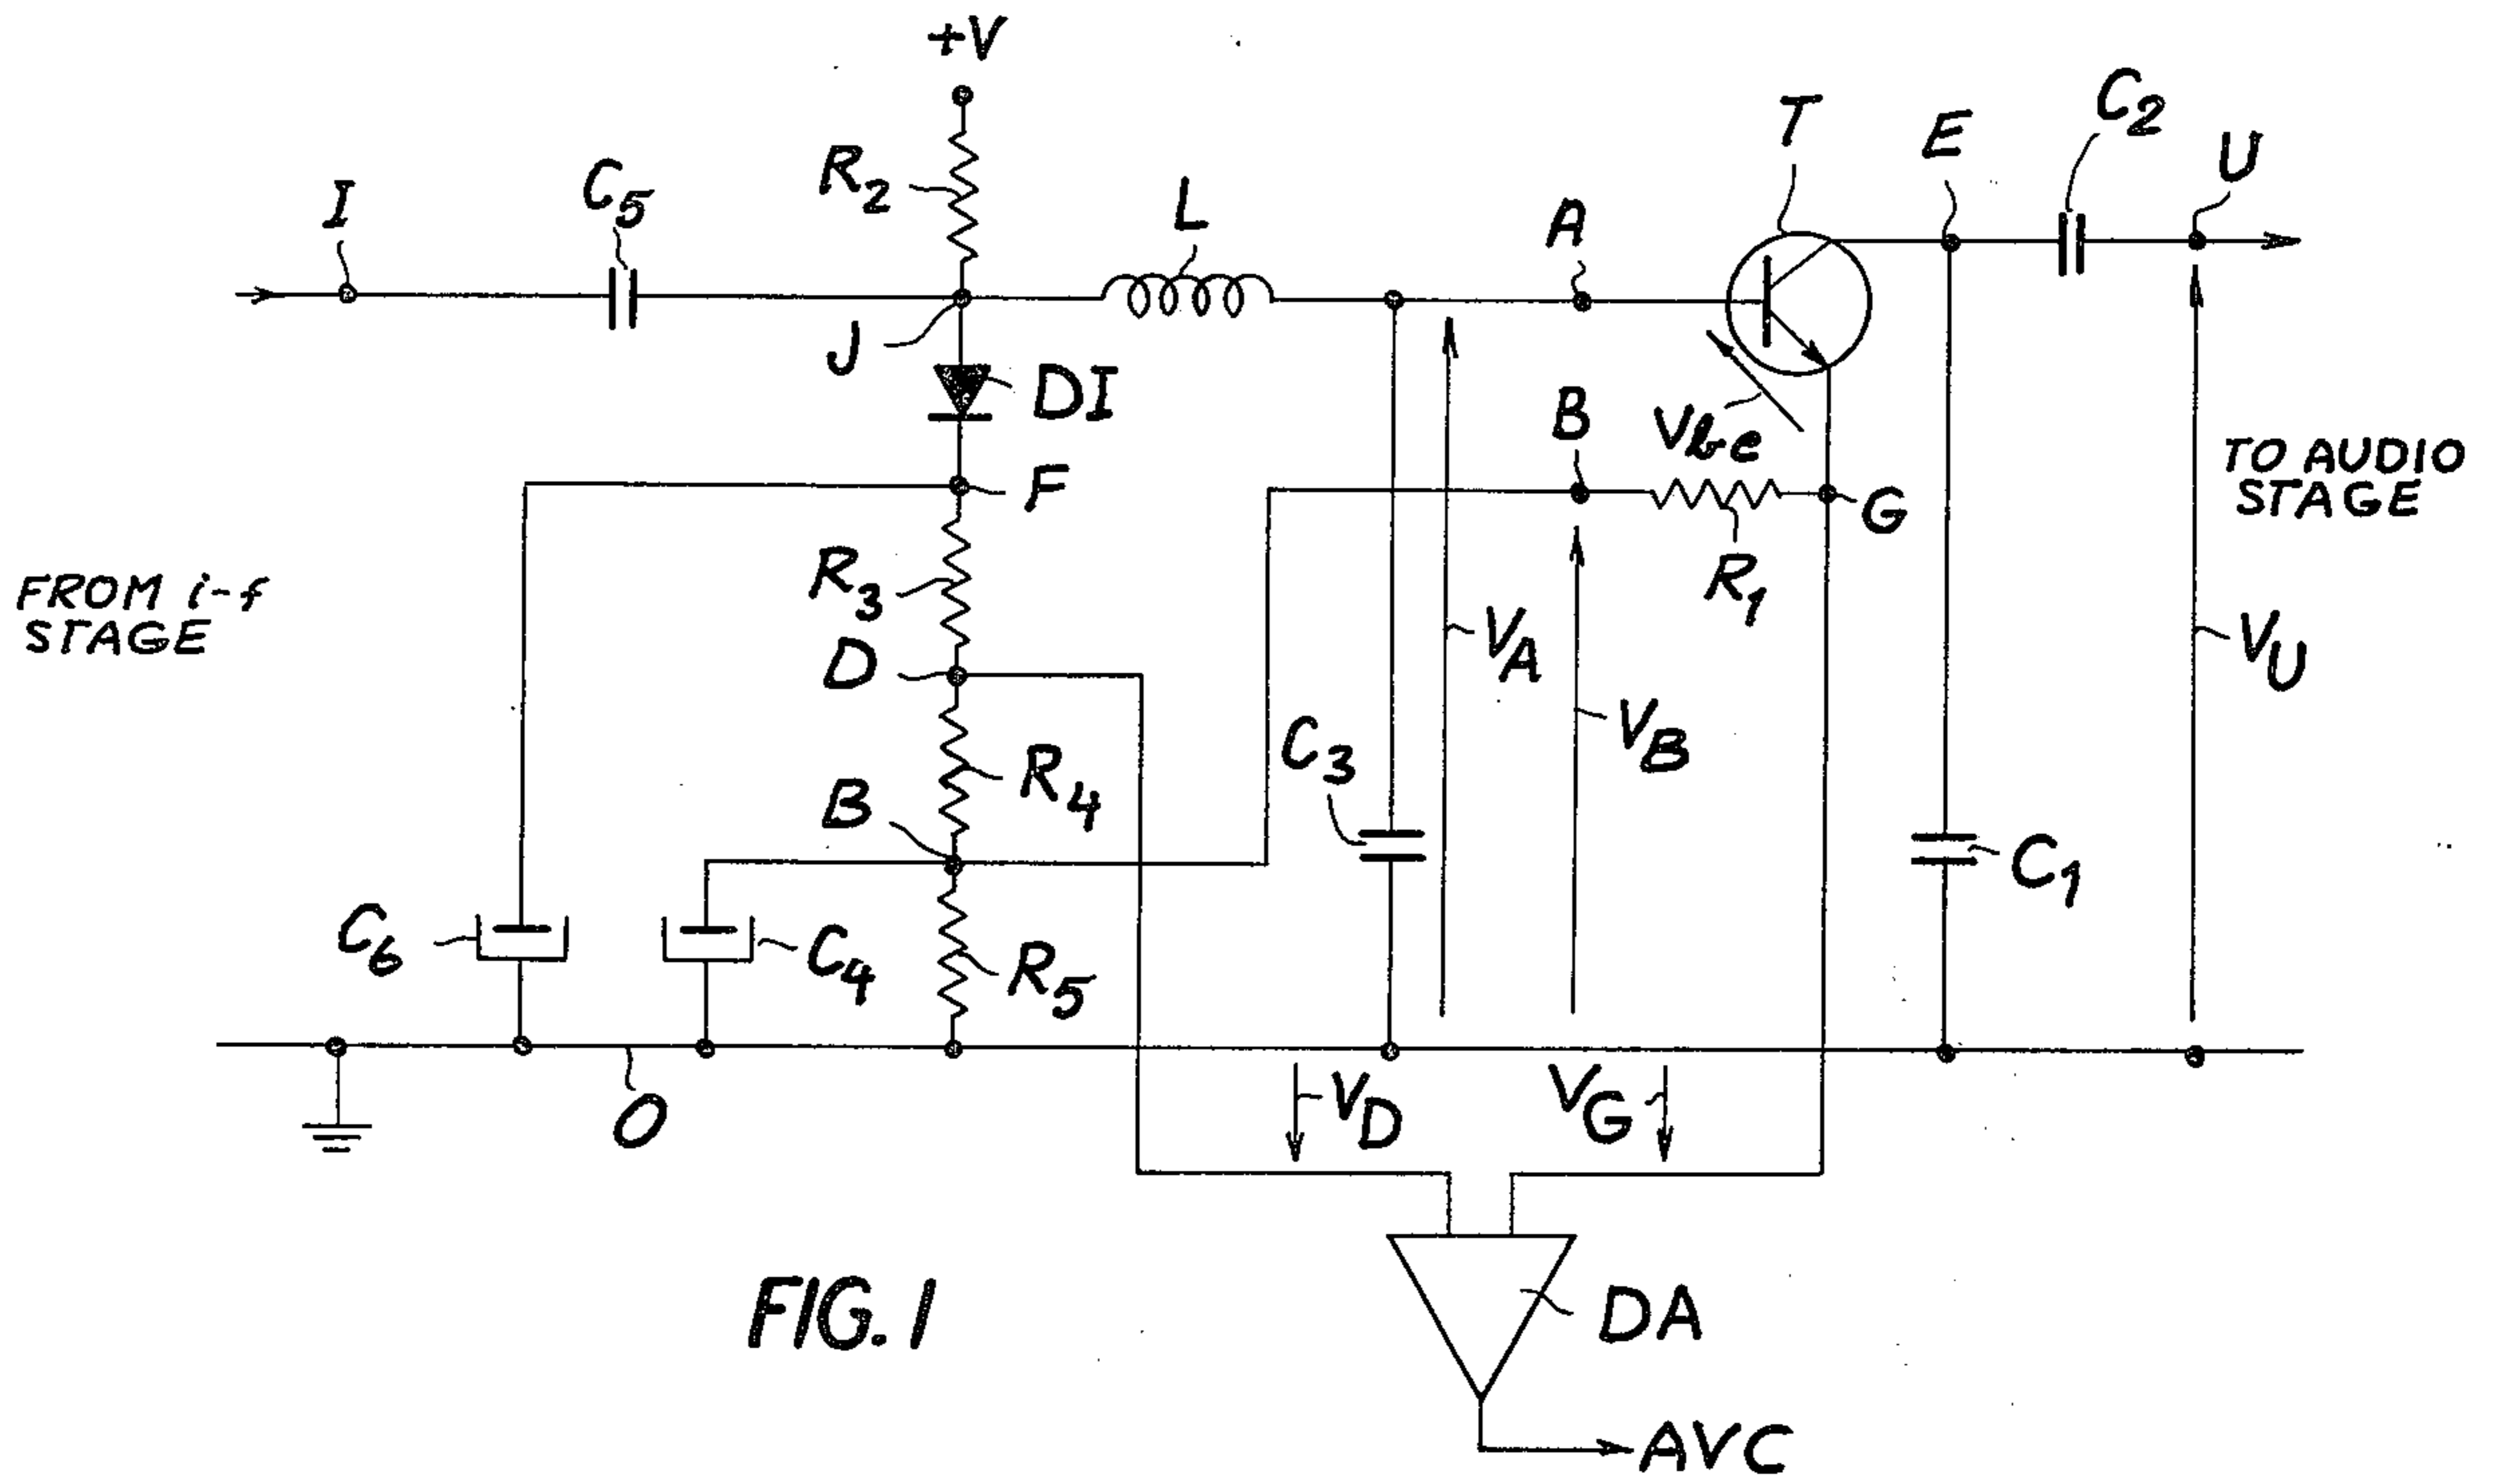 +V
T
E
C2
U
I
C5
R2
L
A
J
DI
B
Vbe
TO AUDIO
STAGE
F
G
FROM i-f
STAGE
R3
R1
D
VA
VU
VB
C3
R4
B
C1
C6
C4
R5
O
VD
VG
FIG. 1
DA
AVC